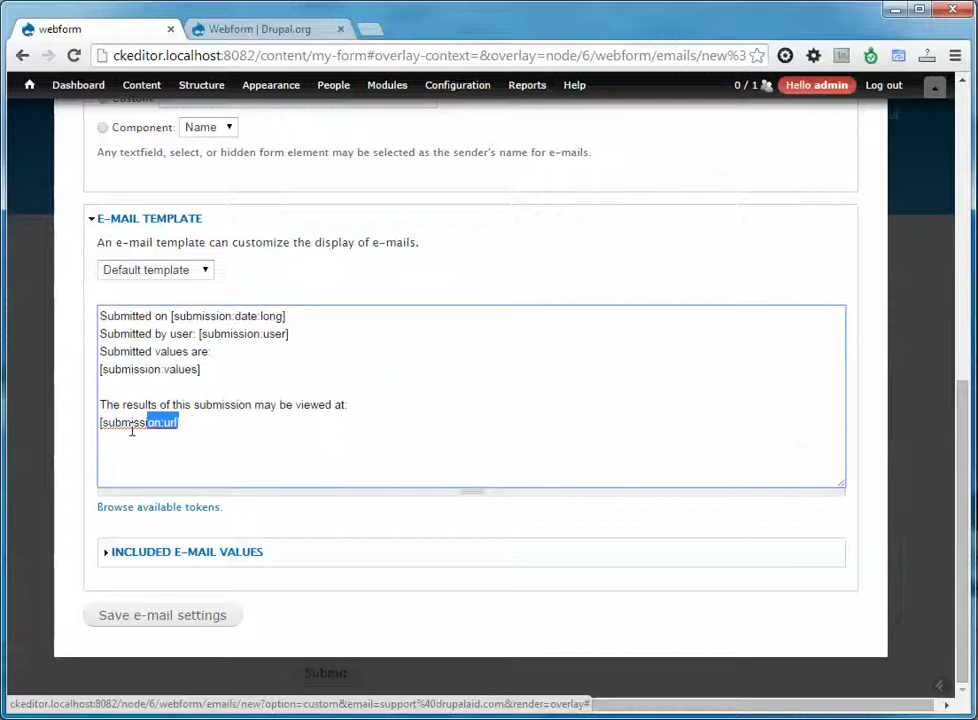 webform
Webform | Drupal.org
ckeditor.localhost:8082/content/my-form#overlay-context=&overlay=node/6/webform/emails/new%3
Dashboard Content Structure Appearance People Modules Configuration Reports Help 0 / 1 Hello admin Log out
Custom:
Component: Name
Any textfield, select, or hidden form element may be selected as the sender's name for e-mails.
E-MAIL TEMPLATE
An e-mail template can customize the display of e-mails.
Default template
Submitted on [submission:date:long]
Submitted by user: [submission:user]
Submitted values are:
[submission:values]
The results of this submission may be viewed at:
[submission:url]
Browse available tokens.
INCLUDED E-MAIL VALUES
Save e-mail settings
Submit
ckeditor.localhost:8082/node/6/webform/emails/new?option=custom&email=support%40drupalaid.com&render=overlay#